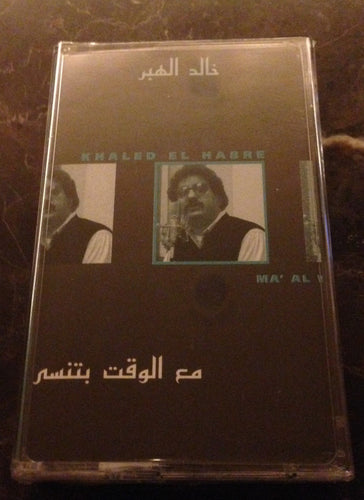 خالد الهبر
KHALED EL HABRE
MA' AL
مع الوقت بتنسى